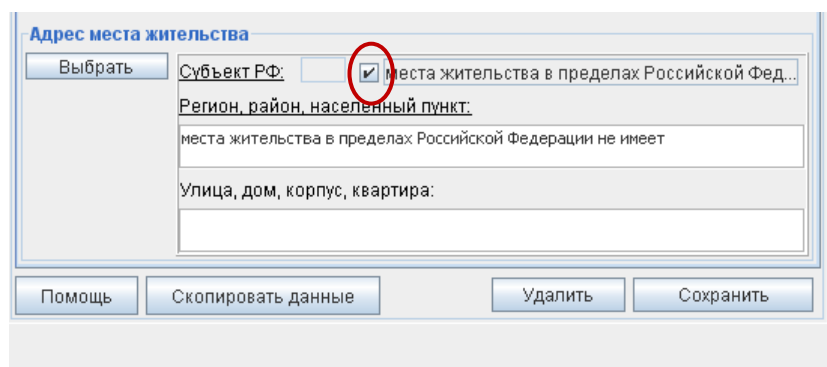 Адрес места жительства
Выбрать Субъект РФ: места жительства в пределах Российской Фед...
Регион, район, населенный пункт:
места жительства в пределах Российской Федерации не имеет
Улица, дом, корпус, квартира:
Помощь Скопировать данные Удалить Сохранить